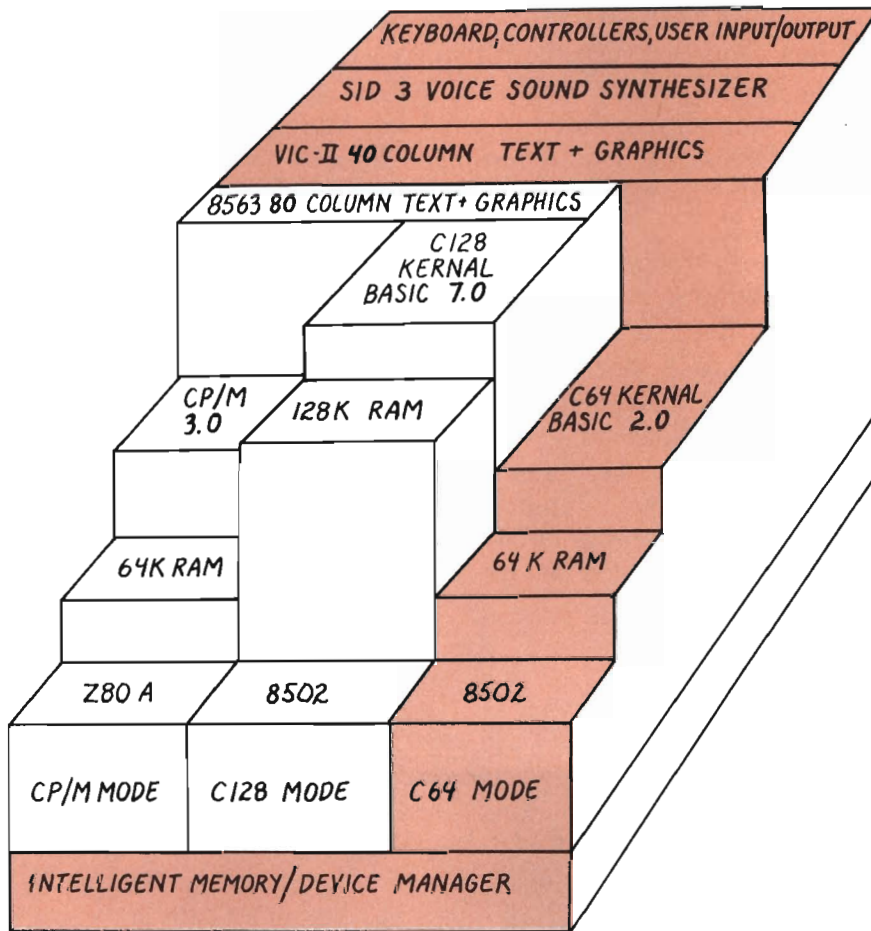 KEYBOARD, CONTROLLERS, USER INPUT/OUTPUT
SID 3 VOICE SOUND SYNTHESIZER
VIC-II 40 COLUMN TEXT + GRAPHICS
8563 80 COLUMN TEXT + GRAPHICS
C128
KERNAL
BASIC 7.0
CP/M
3.0
128K RAM
C64 KERNAL
BASIC 2.0
64K RAM
64K RAM
Z80 A
8502
8502
CP/M MODE
C128 MODE
C64 MODE
INTELLIGENT MEMORY/DEVICE MANAGER